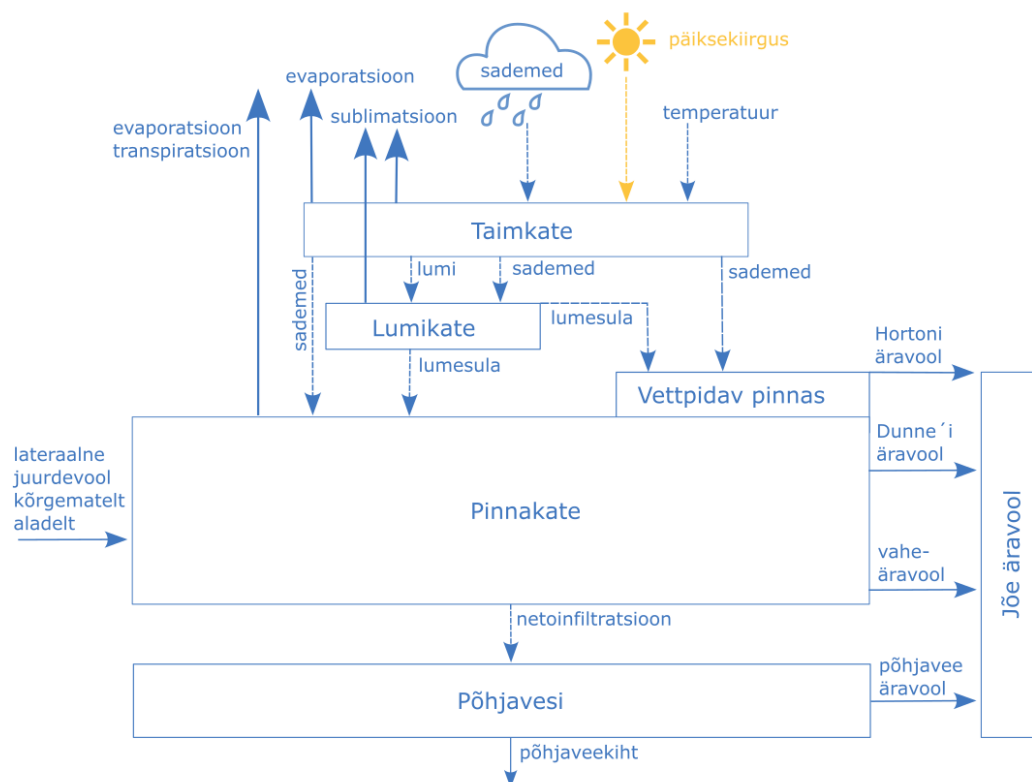 päiksekiirgus
sademed
evaporatsioon
sublimatsioon
temperatuur
evaporatsioon
transpiratsioon
Taimkate
lumi
sademed
sademed
sademed
lumesula
Lumikate
lumesula
Hortoni
äravool
Vettpidav pinnas
Dunne´i
äravool
lateraalne
juurdevool
kõrgematelt
aladelt
Pinnakate
vahe-
äravool
Jõe äravool
netoinfiltratsioon
põhjavee
äravool
Põhjavesi
põhjaveekiht